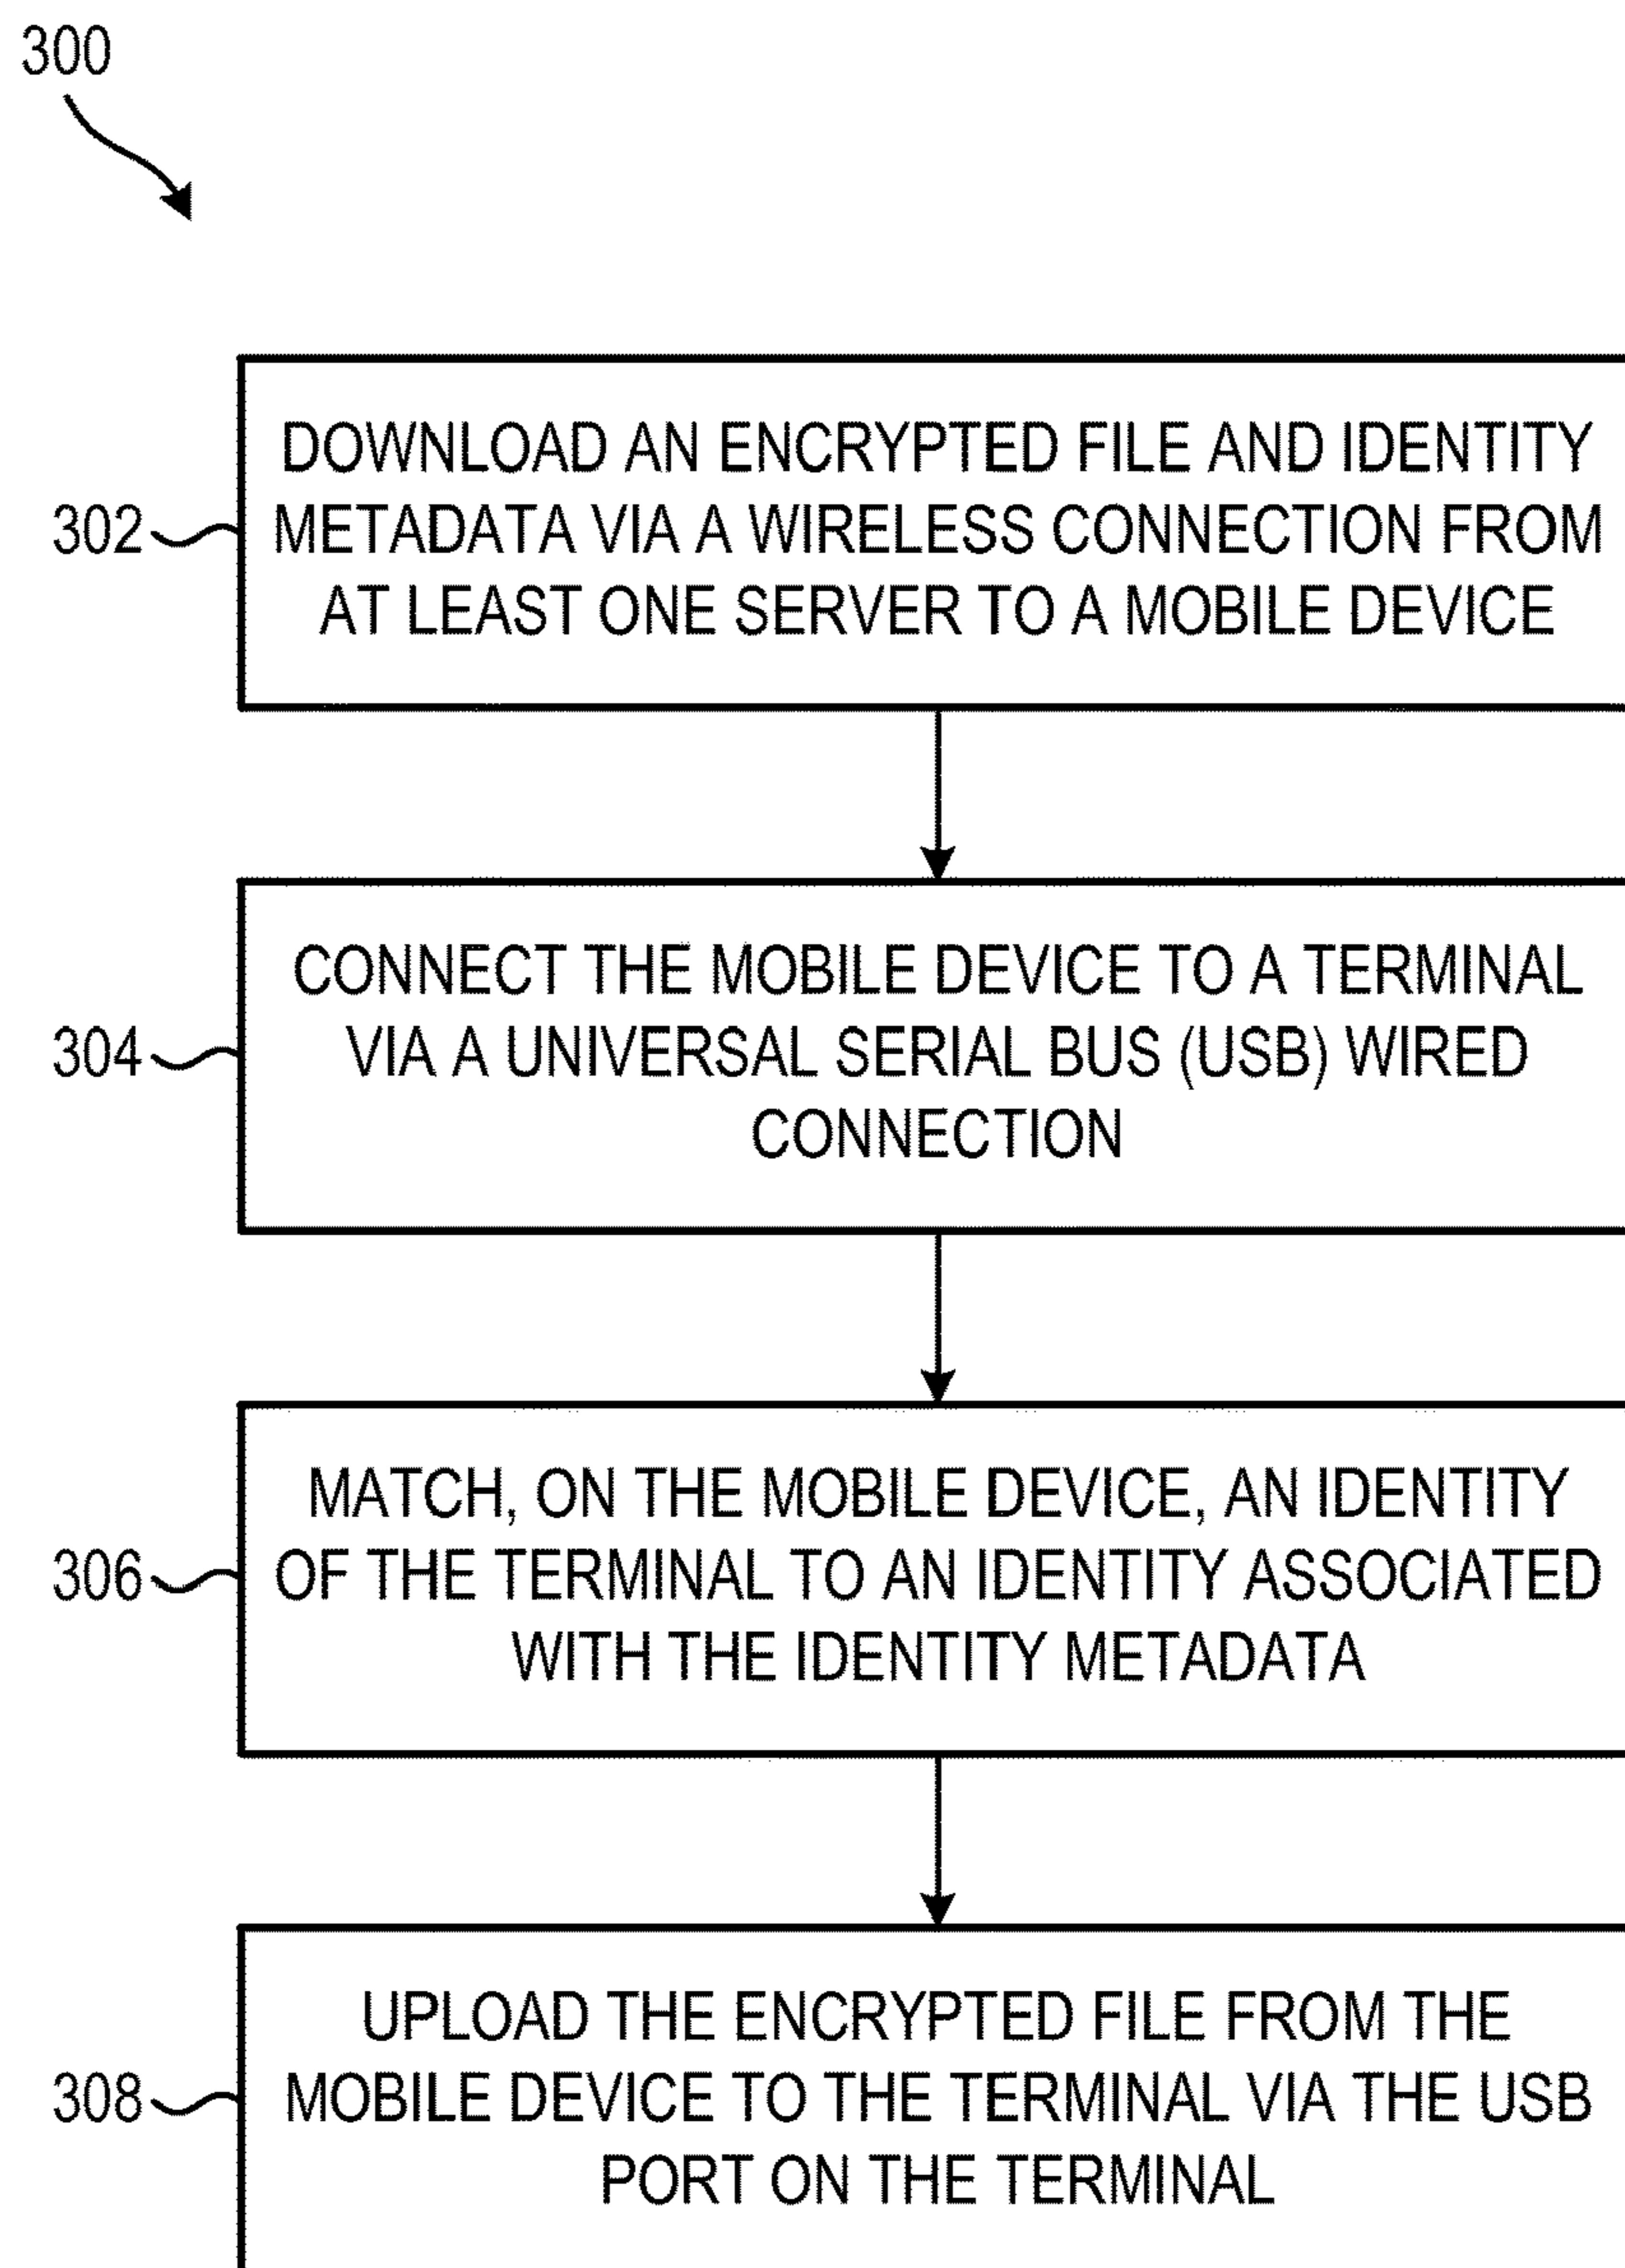 300
DOWNLOAD AN ENCRYPTED FILE AND IDENTITY
302
METADATA VIA A WIRELESS CONNECTION FROM
AT LEAST ONE SERVER TO A MOBILE DEVICE
CONNECT THE MOBILE DEVICE TO A TERMINAL
304
VIA A UNIVERSAL SERIAL BUS (USB) WIRED
CONNECTION
MATCH, ON THE MOBILE DEVICE, AN IDENTITY
306
OF THE TERMINAL TO AN IDENTITY ASSOCIATED
WITH THE IDENTITY METADATA
UPLOAD THE ENCRYPTED FILE FROM THE
308
MOBILE DEVICE TO THE TERMINAL VIA THE USB
PORT ON THE TERMINAL